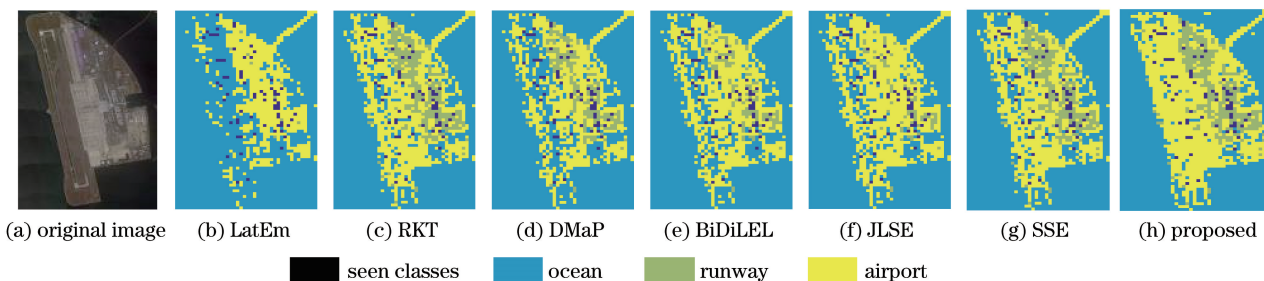 (a) original image (b) LatEm (c) RKT (d) DMaP (e) BiDiLEL (f) JLSE (g) SSE (h) proposed
seen classes ocean runway airport